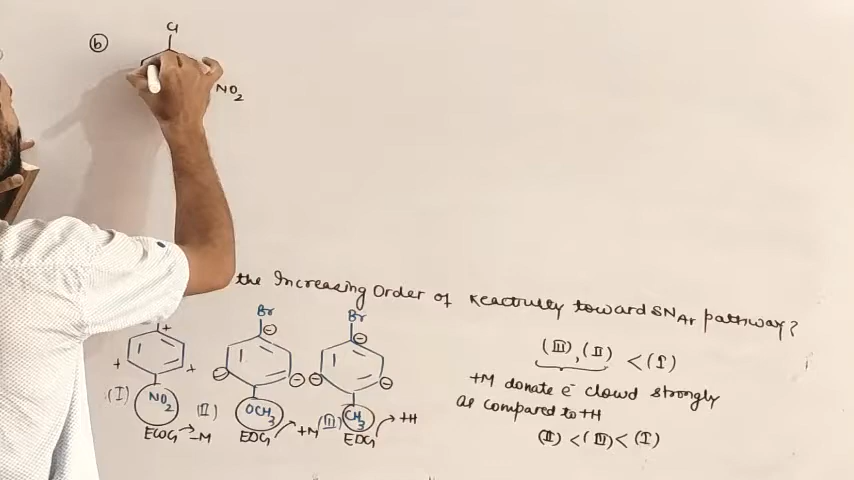 Cl
(b)
NO2
the Increasing Order of Reactivity toward SNAr pathway?
Br
Br
+
⊖
⊖
(III), (II) < (I)
+
+
⊖
⊖
⊖
⊖
+M donate e⁻ cloud strongly
as compared to +H
(I)
NO2
(II)
OCH3
(III)
CH3
ECOG → -M
EDG
+M
EDG
+H
(II) < (III) < (I)